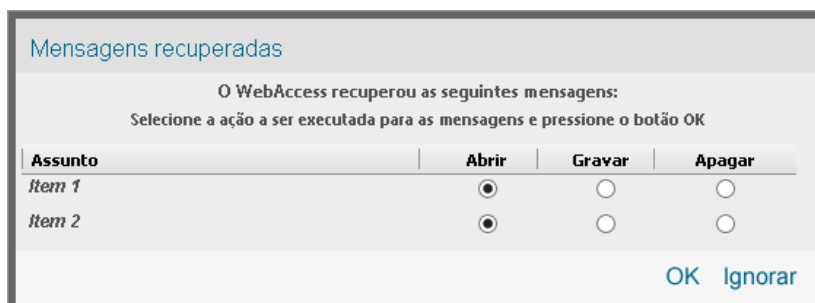 Mensagens recuperadas
O WebAccess recuperou as seguintes mensagens:
Selecione a ação a ser executada para as mensagens e pressione o botão OK
Assunto Abrir Gravar Apagar
Item 1
Item 2
OK Ignorar